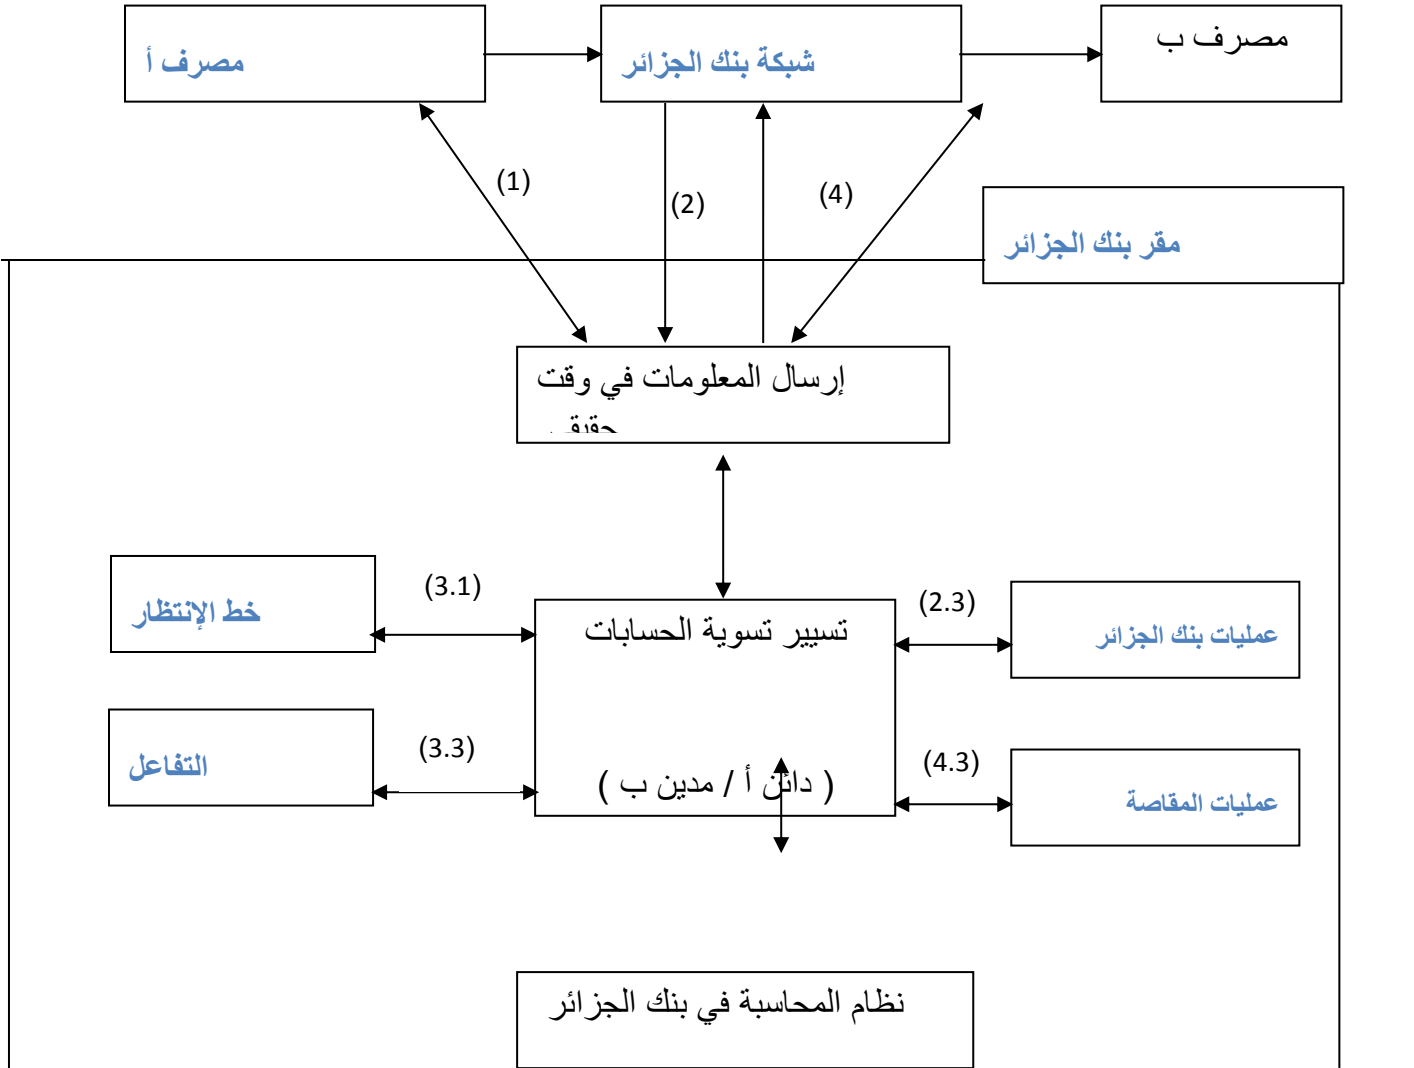 مصرف أ
شبكة بنك الجزائر
مصرف ب
(1)
(2)
(4)
مقر بنك الجزائر
إرسال المعلومات في وقت
حقيقي
(3.1)
(2.3)
خط الإنتظار
تسيير تسوية الحسابات
عمليات بنك الجزائر
(3.3)
(4.3)
التفاعل
( دائن أ / مدين ب )
عمليات المقاصة
نظام المحاسبة في بنك الجزائر